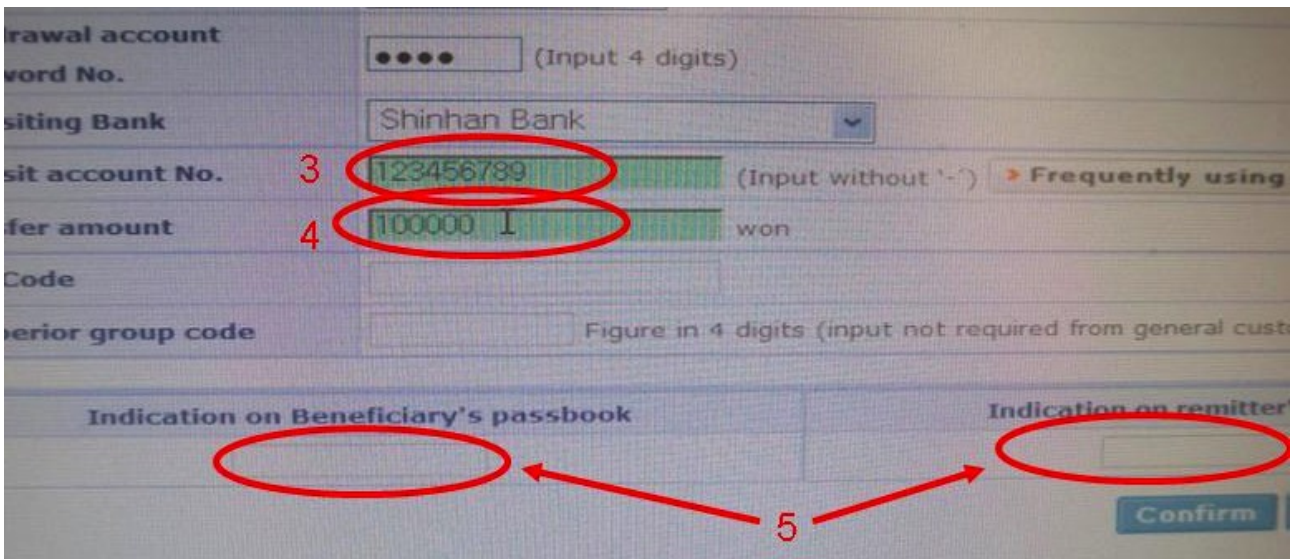 rawal account
word No.
●●●● (Input 4 digits)
siting Bank
Shinhan Bank
3
sit account No.
123456789
(Input without '-')
Frequently using
4
fer amount
100000
won
Code
erior group code
Figure in 4 digits (input not required from general custo
Indication on Beneficiary's passbook
Indication on remitter'
5
Confirm